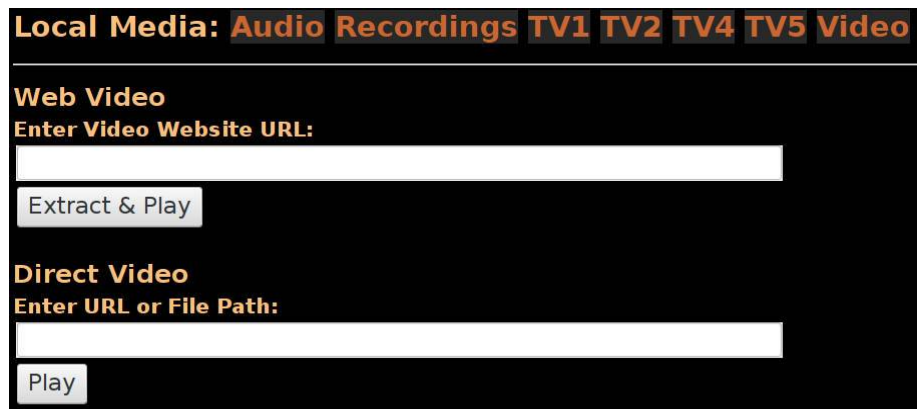 Local Media: Audio Recordings TV1 TV2 TV4 TV5 Video
Web Video
Enter Video Website URL:
Extract & Play
Direct Video
Enter URL or File Path:
Play